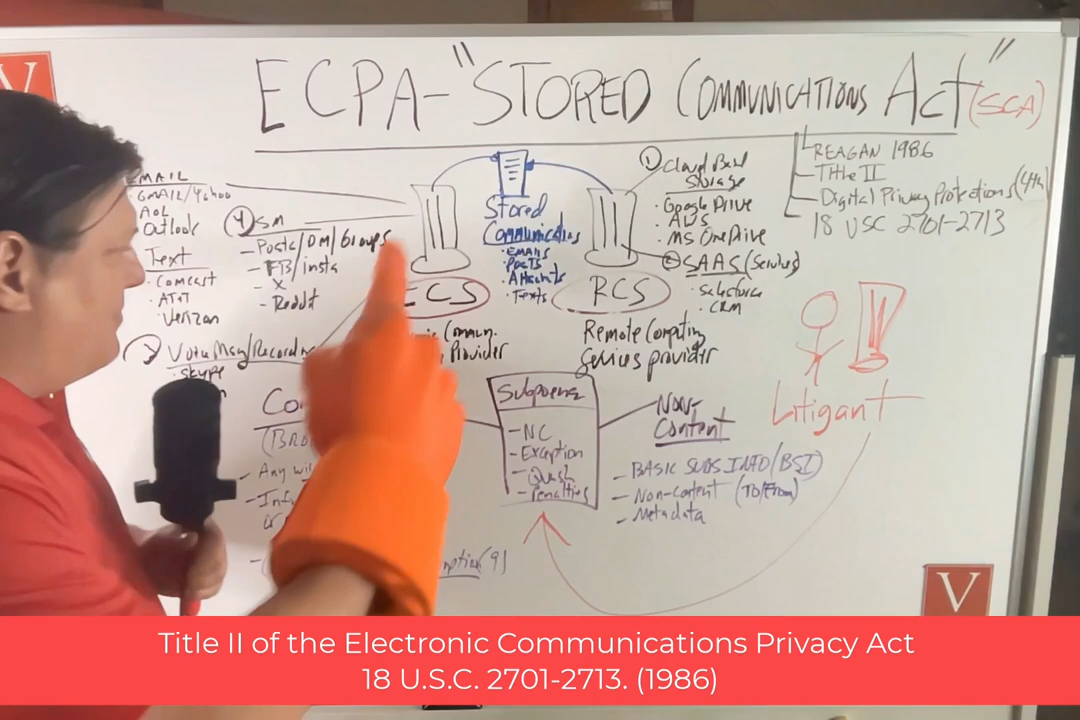 V
ECPA-"STORED COMMUNICATIONS Act" (SCA)
REAGAN 1986
Title II
Digital Privacy Protections (4th)
18 USC 2701-2713
EMAIL
GMAIL/Yahoo
AOL
Outlook
Text
Comcast
AT&T
Verizon
SM
- Posts/DM/Groups
- FB/insta
- X
- Reddit
Skype
Stored
Communications
Emails
Posts
Texts
① Cloud Based
Storage
Google Drive
AWS
MS OneDrive
② SAAS (Services)
Salesforce
CRM
ECS
RCS
Provider
Remote Computing
Services provider
Subpoena
- NC
- Exception
- Quash
- Penalties
Non-
Content
- BASIC SUBS INFO/(BSI)
- Non-content (TO/From)
- Metadata
Litigant
- Any
V
Title II of the Electronic Communications Privacy Act
18 U.S.C. 2701-2713. (1986)